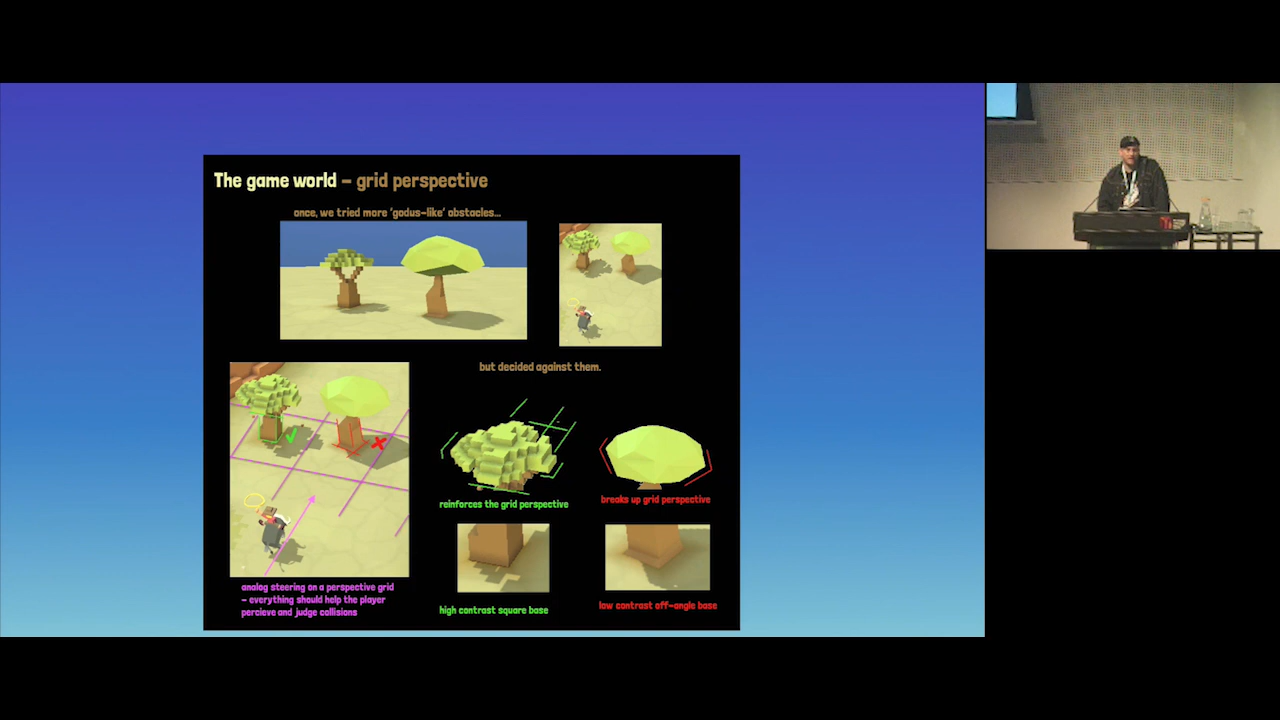 The game world – grid perspective
once, we tried more 'godus-like' obstacles...
but decided against them.
reinforces the grid perspective
breaks up grid perspective
analog steering on a perspective grid
– everything should help the player
percieve and judge collisions
high contrast square base
low contrast off-angle base